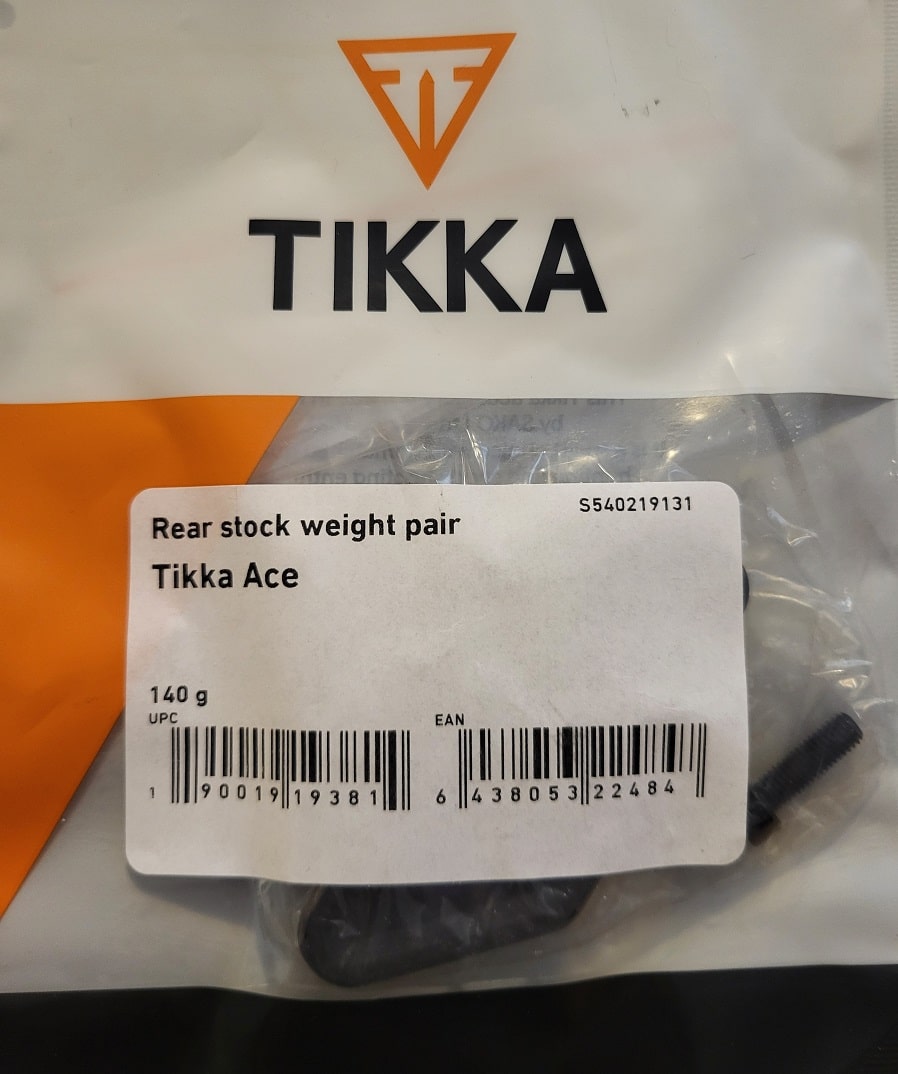 TIKKA
Rear stock weight pair
S540219131
Tikka Ace
140 g
UPC
EAN
1 90019 19381
6 438053 22484